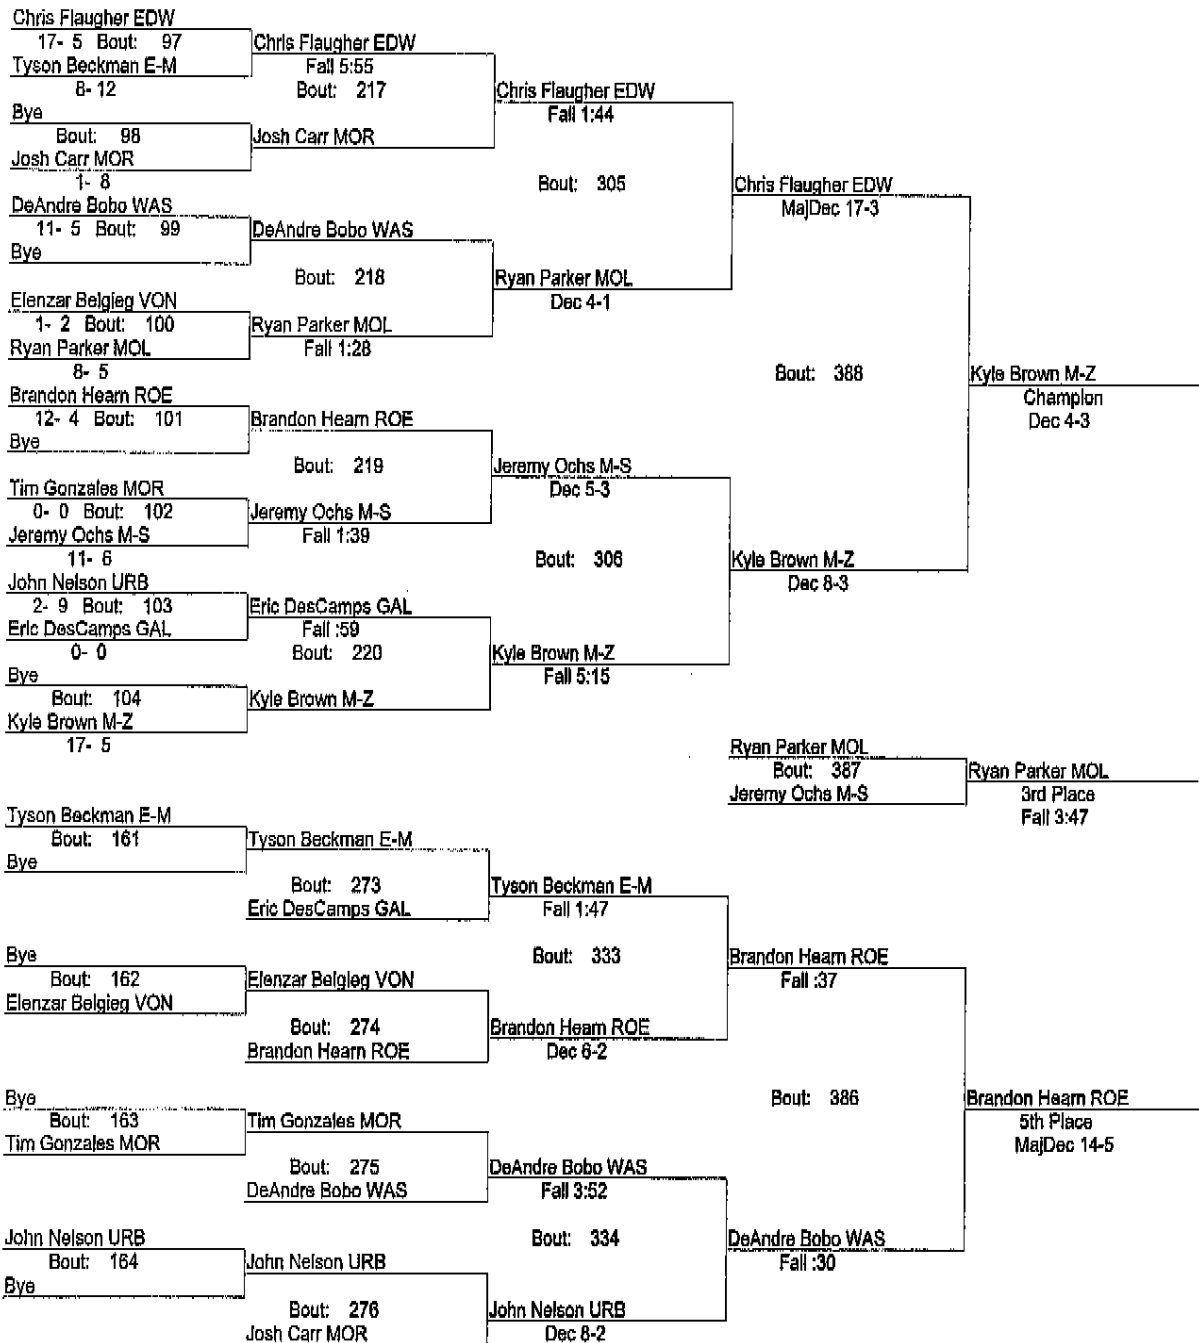 Chris Flaugher EDW
17- 5 Bout: 97
Tyson Beckman E-M
8- 12
Bye
Bout: 98
Josh Carr MOR
1- 8
DeAndre Bobo WAS
11- 5 Bout: 99
Bye
Elenzar Belgieg VON
1- 2 Bout: 100
Ryan Parker MOL
8- 5
Brandon Hearn ROE
12- 4 Bout: 101
Bye
Tim Gonzales MOR
0- 0 Bout: 102
Jeremy Ochs M-S
11- 6
John Nelson URB
2- 9 Bout: 103
Eric DesCamps GAL
0- 0
Bye
Bout: 104
Kyle Brown M-Z
17- 5
Chris Flaugher EDW
Fall 5:55
Bout: 217
Josh Carr MOR
DeAndre Bobo WAS
Bout: 218
Ryan Parker MOL
Fall 1:28
Brandon Hearn ROE
Bout: 219
Jeremy Ochs M-S
Fall 1:39
Eric DesCamps GAL
Fall :59
Bout: 220
Kyle Brown M-Z
Chris Flaugher EDW
Fall 1:44
Bout: 305
Ryan Parker MOL
Dec 4-1
Jeremy Ochs M-S
Dec 5-3
Bout: 306
Kyle Brown M-Z
Fall 5:15
Chris Flaugher EDW
MajDec 17-3
Bout: 388
Kyle Brown M-Z
Dec 8-3
Kyle Brown M-Z
Champion
Dec 4-3
Ryan Parker MOL
Bout: 387
Jeremy Ochs M-S
Ryan Parker MOL
3rd Place
Fall 3:47
Tyson Beckman E-M
Bout: 161
Bye
Bye
Bout: 162
Elenzar Belgieg VON
Bye
Bout: 163
Tim Gonzales MOR
John Nelson URB
Bout: 164
Bye
Tyson Beckman E-M
Bout: 273
Eric DesCamps GAL
Elenzar Belgieg VON
Bout: 274
Brandon Hearn ROE
Tim Gonzales MOR
Bout: 275
DeAndre Bobo WAS
John Nelson URB
Bout: 276
Josh Carr MOR
Tyson Beckman E-M
Fall 1:47
Bout: 333
Brandon Hearn ROE
Dec 6-2
DeAndre Bobo WAS
Fall 3:52
Bout: 334
John Nelson URB
Dec 8-2
Brandon Hearn ROE
Fall :37
Bout: 386
DeAndre Bobo WAS
Fall :30
Brandon Hearn ROE
5th Place
MajDec 14-5